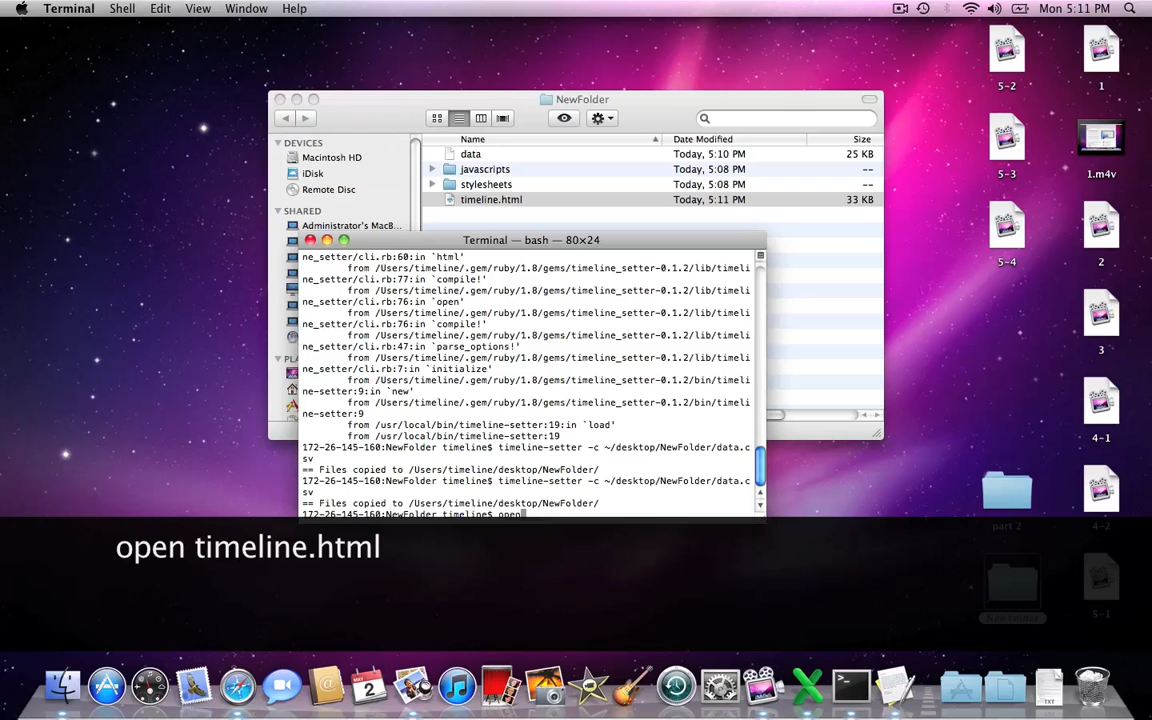 Terminal Shell Edit View Window Help Mon 5:11 PM
NewFolder
Name Date Modified Size
DEVICES
Macintosh HD
iDisk
Remote Disc
SHARED
Administrator's MacB...
data Today, 5:10 PM 25 KB
javascripts Today, 5:08 PM --
stylesheets Today, 5:08 PM --
timeline.html Today, 5:11 PM 33 KB
Terminal — bash — 80×24
ne_setter/cli.rb:60:in `html'
from /Users/timeline/.gem/ruby/1.8/gems/timeline_setter-0.1.2/lib/timeli
ne_setter/cli.rb:77:in `compile!'
from /Users/timeline/.gem/ruby/1.8/gems/timeline_setter-0.1.2/lib/timeli
ne_setter/cli.rb:76:in `open'
from /Users/timeline/.gem/ruby/1.8/gems/timeline_setter-0.1.2/lib/timeli
ne_setter/cli.rb:76:in `compile!'
from /Users/timeline/.gem/ruby/1.8/gems/timeline_setter-0.1.2/lib/timeli
ne_setter/cli.rb:47:in `parse_options!'
from /Users/timeline/.gem/ruby/1.8/gems/timeline_setter-0.1.2/lib/timeli
ne_setter/cli.rb:7:in `initialize'
from /Users/timeline/.gem/ruby/1.8/gems/timeline_setter-0.1.2/bin/timeli
ne-setter:9:in `new'
from /Users/timeline/.gem/ruby/1.8/gems/timeline_setter-0.1.2/bin/timeli
ne-setter:9
from /usr/local/bin/timeline-setter:19:in `load'
from /usr/local/bin/timeline-setter:19
172-26-145-160:NewFolder timeline$ timeline-setter -c ~/desktop/NewFolder/data.c
sv
== Files copied to /Users/timeline/desktop/NewFolder/
172-26-145-160:NewFolder timeline$ timeline-setter -c ~/desktop/NewFolder/data.c
sv
== Files copied to /Users/timeline/desktop/NewFolder/
172-26-145-160:NewFolder timeline$ open
PLA
5-2
1
5-3
1.m4v
5-4
2
3
4-1
part 2
4-2
NewFolder
5-1
open timeline.html
MAY
2
TXT